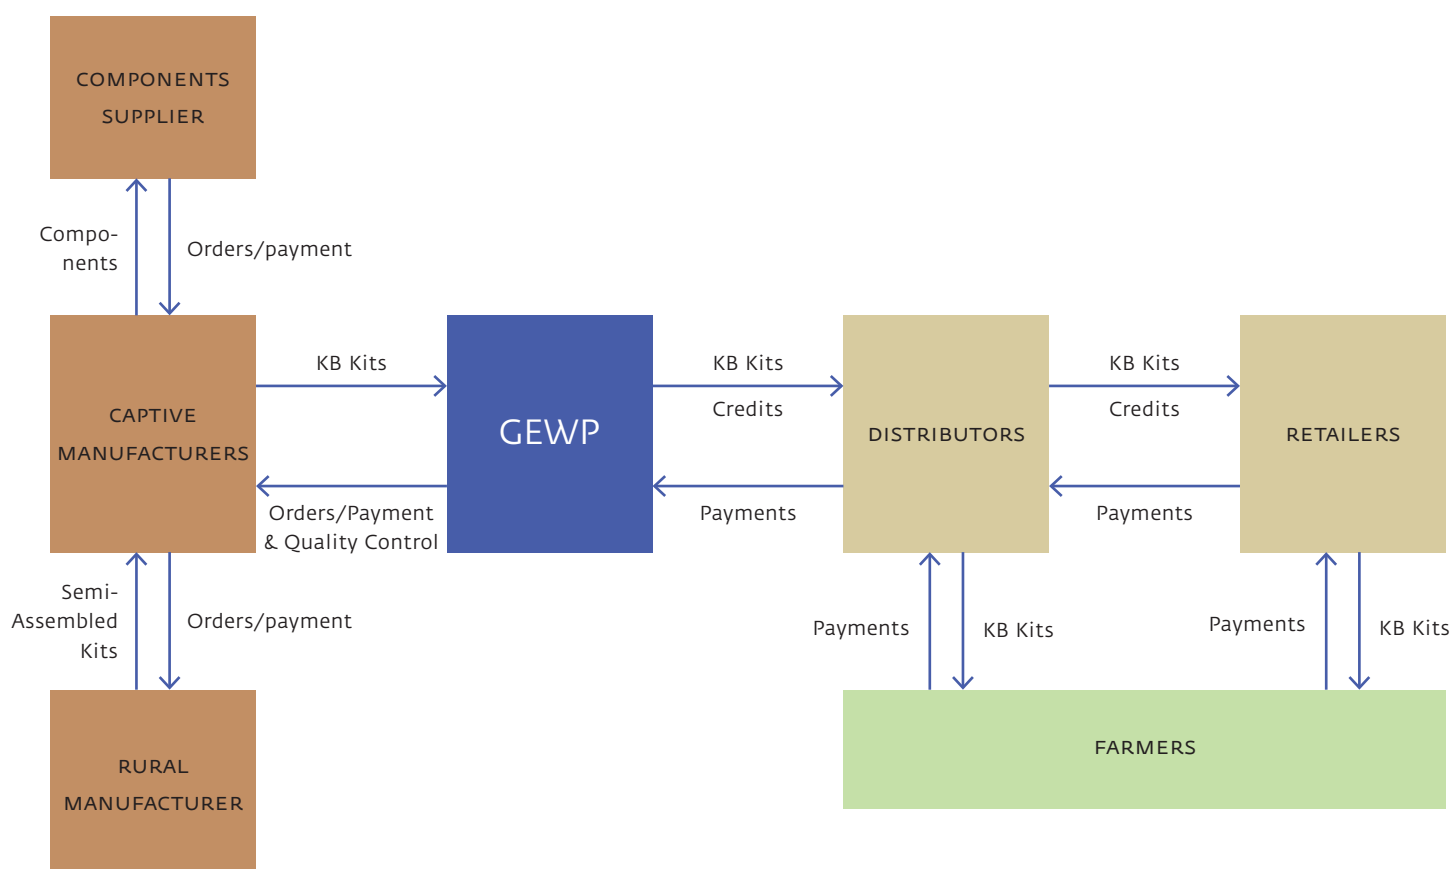 COMPONENTS
SUPPLIER
Compo-
nents
Orders/payment
CAPTIVE
MANUFACTURERS
KB Kits
Orders/Payment
& Quality Control
GEWP
KB Kits
Credits
Payments
DISTRIBUTORS
KB Kits
Credits
Payments
RETAILERS
Semi-
Assembled
Kits
Orders/payment
Payments
KB Kits
Payments
KB Kits
RURAL
MANUFACTURER
FARMERS